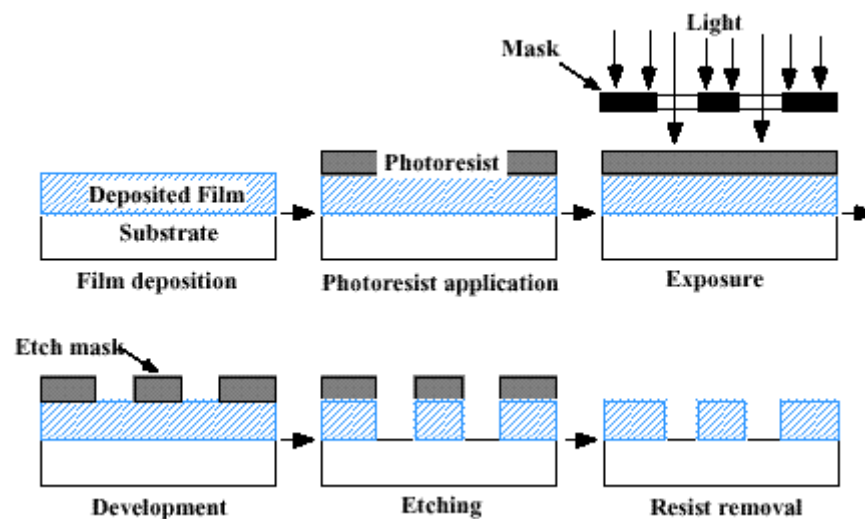 Light
Mask
Photoresist
Deposited Film
Substrate
Film deposition
Photoresist application
Exposure
Etch mask
Development
Etching
Resist removal